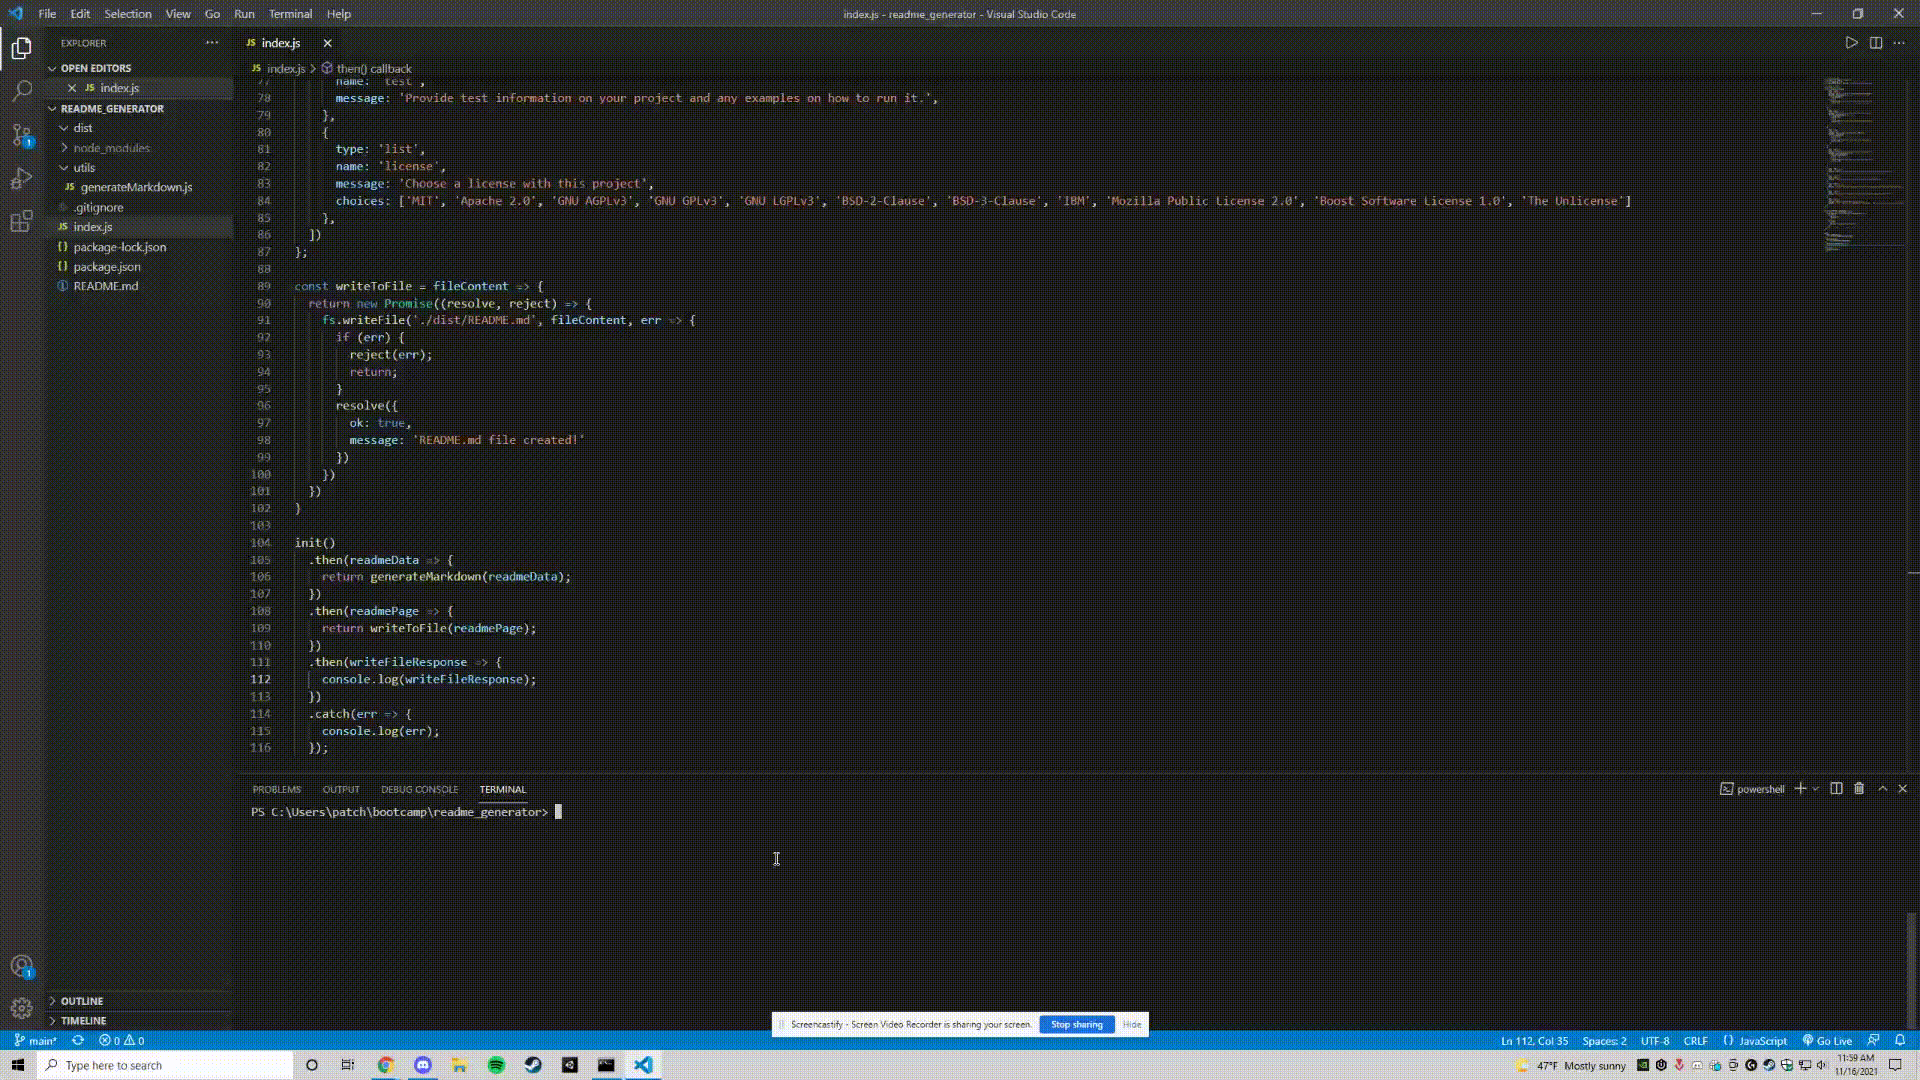 File Edit Selection View Go Run Terminal Help
index.js - readme_generator - Visual Studio Code
EXPLORER
OPEN EDITORS
JS index.js
README_GENERATOR
dist
node_modules
utils
JS generateMarkdown.js
.gitignore
JS index.js
{} package-lock.json
{} package.json
README.md
OUTLINE
TIMELINE
JS index.js
JS index.js > then() callback
77 name: 'test',
78 message: 'Provide test information on your project and any examples on how to run it.',
79 },
80 {
81 type: 'list',
82 name: 'license',
83 message: 'Choose a license with this project',
84 choices: ['MIT', 'Apache 2.0', 'GNU AGPLv3', 'GNU GPLv3', 'GNU LGPLv3', 'BSD-2-Clause', 'BSD-3-Clause', 'IBM', 'Mozilla Public License 2.0', 'Boost Software License 1.0', 'The Unlicense']
85 },
86 ])
87 };
88
89 const writeToFile = fileContent => {
90 return new Promise((resolve, reject) => {
91 fs.writeFile('./dist/README.md', fileContent, err => {
92 if (err) {
93 reject(err);
94 return;
95 }
96 resolve({
97 ok: true,
98 message: 'README.md file created!'
99 })
100 })
101 })
102 }
103
104 init()
105 .then(readmeData => {
106 return generateMarkdown(readmeData);
107 })
108 .then(readmePage => {
109 return writeToFile(readmePage);
110 })
111 .then(writeFileResponse => {
112 console.log(writeFileResponse);
113 })
114 .catch(err => {
115 console.log(err);
116 });
PROBLEMS OUTPUT DEBUG CONSOLE TERMINAL
powershell
PS C:\Users\patch\bootcamp\readme_generator>
Screencastify - Screen Video Recorder is sharing your screen. Stop sharing Hide
main* 0 0
Ln 112, Col 35 Spaces: 2 UTF-8 CRLF {} JavaScript Go Live
Type here to search
47°F Mostly sunny
11:59 AM
11/16/2021